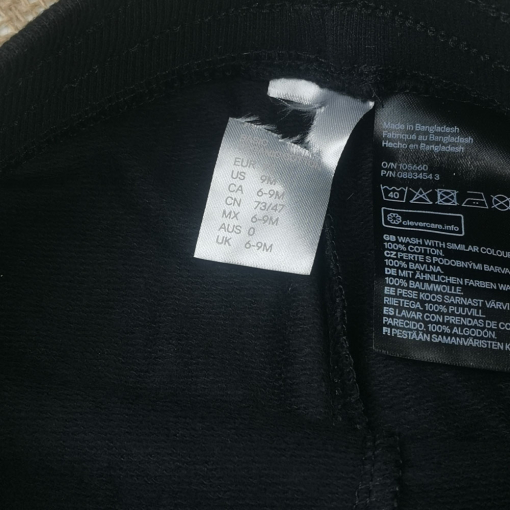 EUR
US 9M
CA 6-9M
CN 73/47
MX 6-9M
AUS 0
UK 6-9M
Made in Bangladesh
Fabriqué au Bangladesh
Hecho en Bangladesh
O/N 105660
P/N 0883454 3
40
clevercare.info
GB WASH WITH SIMILAR COLOU
100% COTTON.
CZ PERTE S PODOBNÝMI BARVA
100% BAVLNA.
DE MIT ÄHNLICHEN FARBEN WA
100% BAUMWOLLE.
EE PESE KOOS SARNAST VÄRVI
RIIETEGA. 100% PUUVILL.
ES LAVAR CON PRENDAS DE CO
PARECIDO. 100% ALGODÓN.
FI PESTÄÄN SAMANVÄRISTEN K